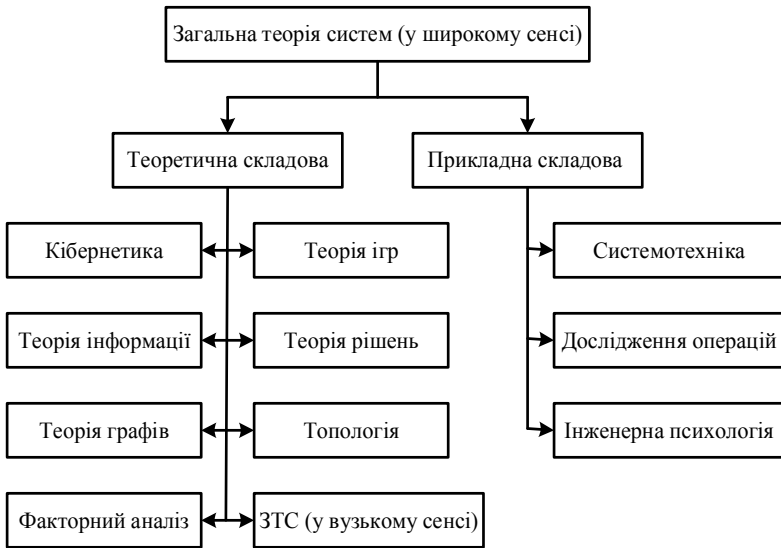 Загальна теорія систем (у широкому сенсі)
Теоретична складова
Прикладна складова
Кібернетика
Теорія ігр
Системотехніка
Теорія інформації
Теорія рішень
Дослідження операцій
Теорія графів
Топологія
Інженерна психологія
Факторний аналіз
ЗТС (у вузькому сенсі)